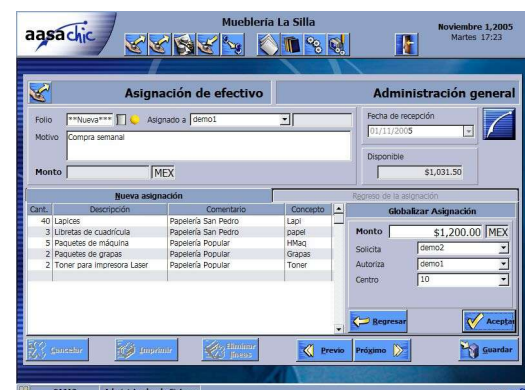 aasachic
Mueblería La Silla
Noviembre 1,2005
Martes 17:23
Asignación de efectivo
Administración general
Folio **Nueva*** Asignado a demo1
Fecha de recepción
01/11/2005
Motivo Compra semanal
Disponible
$1,031.50
Monto MEX
Nueva asignación
Regreso de la asignación
Cant. Descripción Comentario Concepto
Globalizar Asignación
40 Lapices Papelería San Pedro Lapi
3 Libretas de cuadrícula Papelería San Pedro papel
5 Paquetes de máquina Papelería Popular HMaq
2 Paquetes de grapas Papelería Popular Grapas
2 Toner para impresora Laser Papelería Popular Toner
Monto $1,200.00 MEX
Solicita demo2
Autoriza demo1
Centro 10
Regresar
Aceptar
Cancelar
Imprimir
Eliminar líneas
Previo
Próximo
Guardar